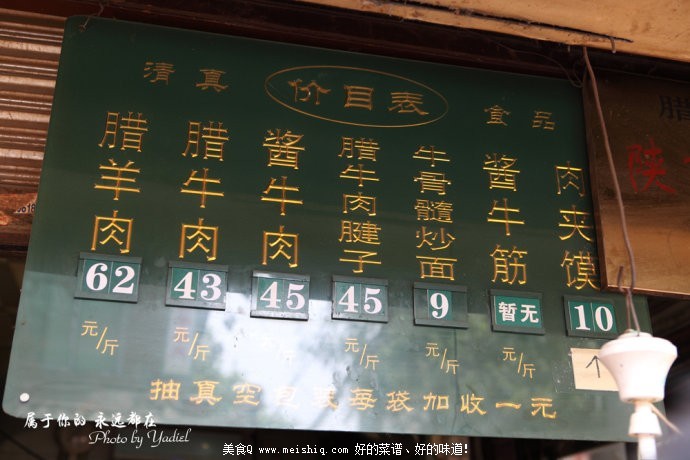 清真 价目表 食品
腊羊肉 62 元/斤
腊牛肉 43 元/斤
酱牛肉 45
腊牛肉腱子 45 元/斤
牛骨髓炒面 9 元/斤
酱牛筋 暂无 元/斤
肉夹馍 10
抽真空包装每袋加收一元
腊
陕
属于你的 永远都在
Photo by Yadiel
美食Q www.meishiq.com 好的菜谱、好的味道!